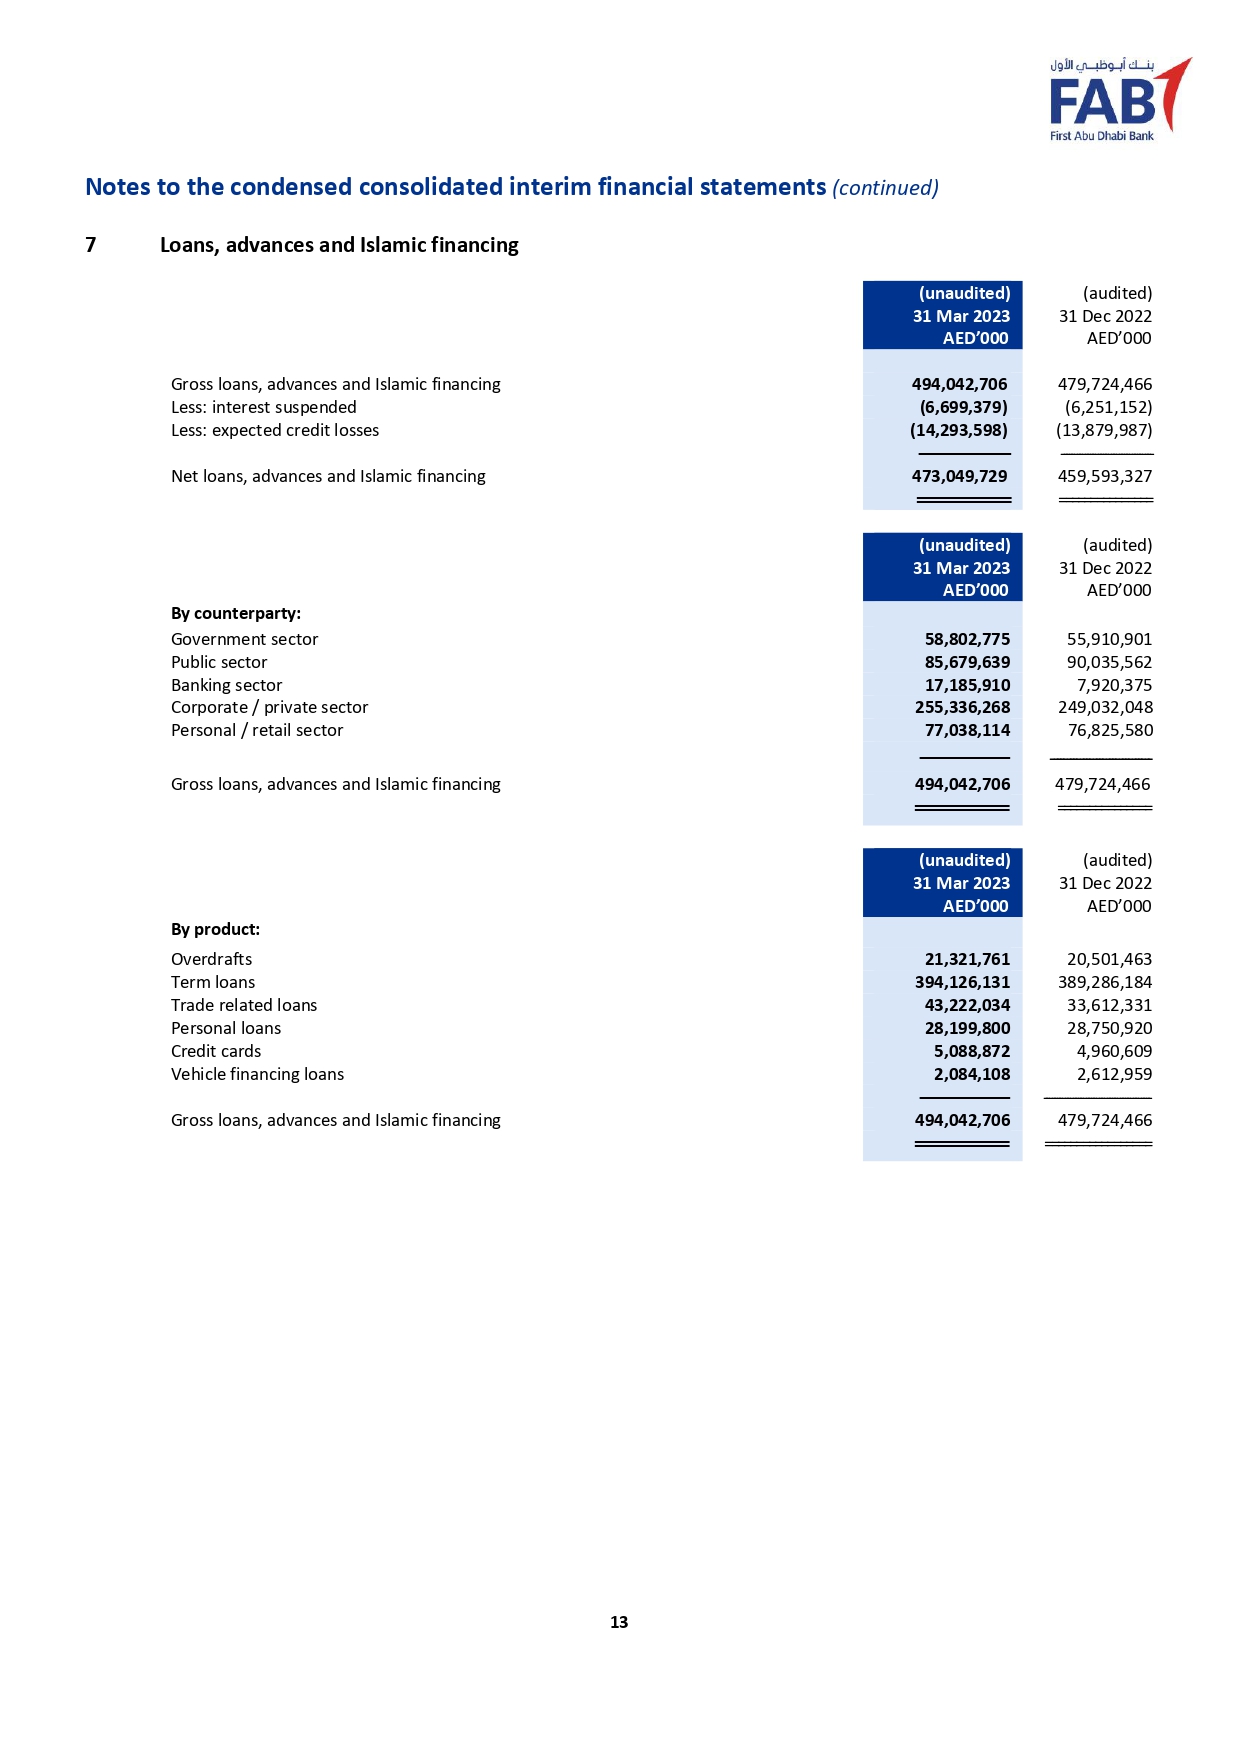 بنك أبوظبي الأول
FAB
First Abu Dhabi Bank
Notes to the condensed consolidated interim financial statements (continued)
7 Loans, advances and Islamic financing
(unaudited) (audited)
31 Mar 2023 31 Dec 2022
AED’000 AED’000
Gross loans, advances and Islamic financing 494,042,706 479,724,466
Less: interest suspended (6,699,379) (6,251,152)
Less: expected credit losses (14,293,598) (13,879,987)
Net loans, advances and Islamic financing 473,049,729 459,593,327
(unaudited) (audited)
31 Mar 2023 31 Dec 2022
AED’000 AED’000
By counterparty:
Government sector 58,802,775 55,910,901
Public sector 85,679,639 90,035,562
Banking sector 17,185,910 7,920,375
Corporate / private sector 255,336,268 249,032,048
Personal / retail sector 77,038,114 76,825,580
Gross loans, advances and Islamic financing 494,042,706 479,724,466
(unaudited) (audited)
31 Mar 2023 31 Dec 2022
AED’000 AED’000
By product:
Overdrafts 21,321,761 20,501,463
Term loans 394,126,131 389,286,184
Trade related loans 43,222,034 33,612,331
Personal loans 28,199,800 28,750,920
Credit cards 5,088,872 4,960,609
Vehicle financing loans 2,084,108 2,612,959
Gross loans, advances and Islamic financing 494,042,706 479,724,466
13